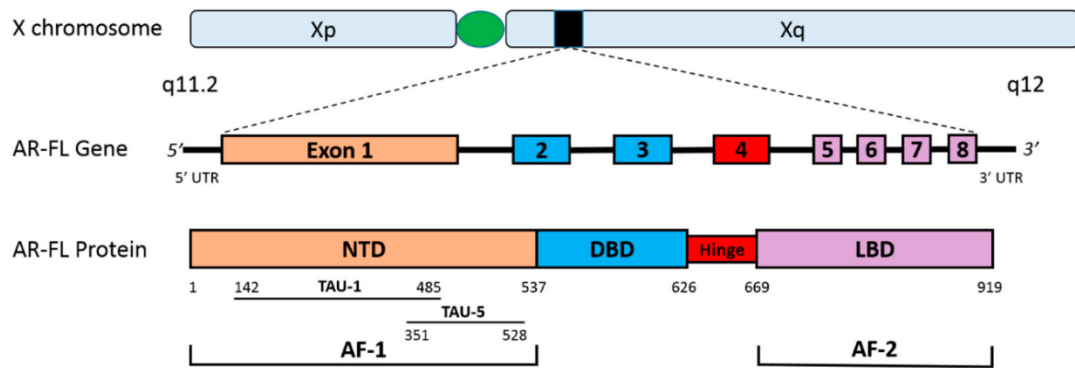 X chromosome Xp Xq
q11.2 q12
AR-FL Gene 5′ Exon 1 2 3 4 5 6 7 8 3′
5′ UTR 3′ UTR
AR-FL Protein NTD DBD Hinge LBD
1 142 TAU-1 485 537 626 669 919
TAU-5
351 528
AF-1 AF-2